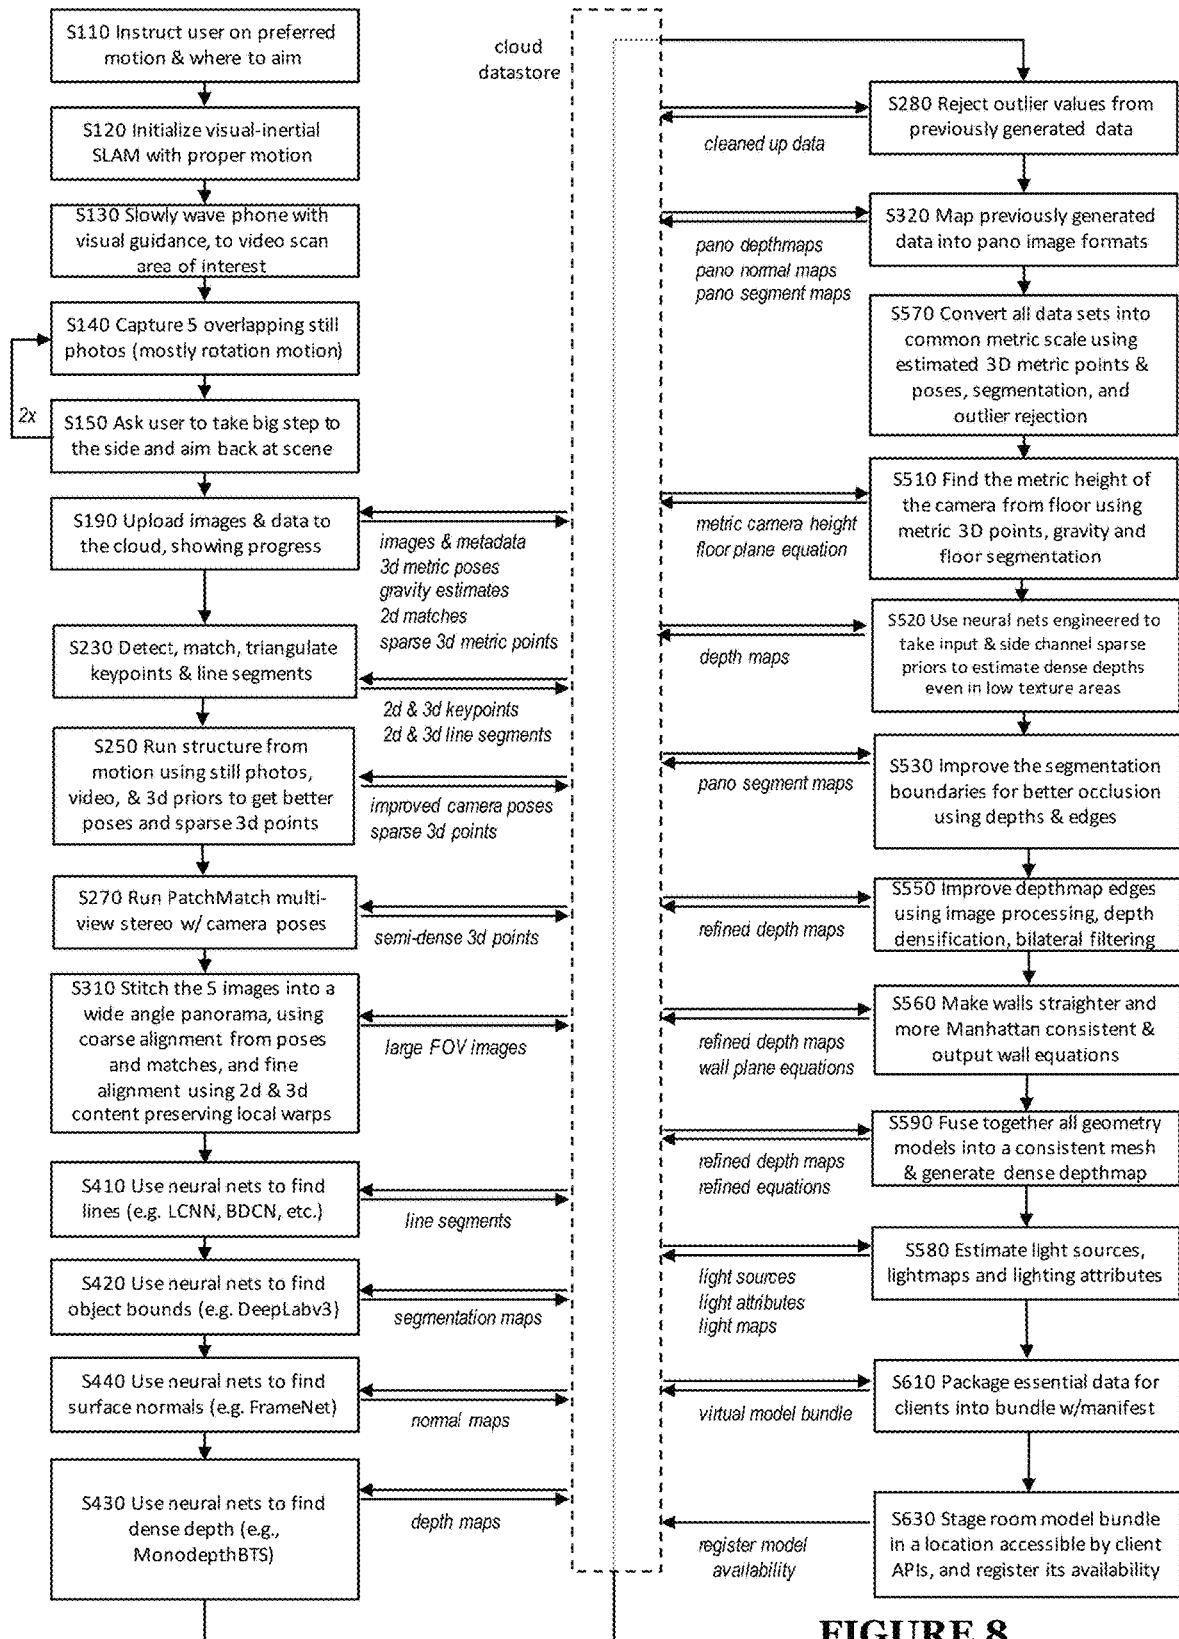 S110 Instruct user on preferred
motion & where to aim
S120 Initialize visual-inertial
SLAM with proper motion
S130 Slowly wave phone with
visual guidance, to video scan
area of interest
S140 Capture 5 overlapping still
photos (mostly rotation motion)
2x
S150 Ask user to take big step to
the side and aim back at scene
S190 Upload images & data to
the cloud, showing progress
images & metadata
3d metric poses
gravity estimates
2d matches
sparse 3d metric points
S230 Detect, match, triangulate
keypoints & line segments
2d & 3d keypoints
2d & 3d line segments
S250 Run structure from
motion using still photos,
video, & 3d priors to get better
poses and sparse 3d points
improved camera poses
sparse 3d points
S270 Run PatchMatch multi-
view stereo w/ camera poses
semi-dense 3d points
S310 Stitch the 5 images into a
wide angle panorama, using
coarse alignment from poses
and matches, and fine
alignment using 2d & 3d
content preserving local warps
large FOV images
S410 Use neural nets to find
lines (e.g. LCNN, BDCN, etc.)
line segments
S420 Use neural nets to find
object bounds (e.g. DeepLabv3)
segmentation maps
S440 Use neural nets to find
surface normals (e.g. FrameNet)
normal maps
S430 Use neural nets to find
dense depth (e.g.,
MonodepthBTS)
depth maps
cloud
datastore
S280 Reject outlier values from
previously generated data
cleaned up data
S320 Map previously generated
data into pano image formats
pano depthmaps
pano normal maps
pano segment maps
S570 Convert all data sets into
common metric scale using
estimated 3D metric points &
poses, segmentation, and
outlier rejection
S510 Find the metric height of
the camera from floor using
metric 3D points, gravity and
floor segmentation
metric camera height
floor plane equation
S520 Use neural nets engineered to
take input & side channel sparse
priors to estimate dense depths
even in low texture areas
depth maps
S530 Improve the segmentation
boundaries for better occlusion
using depths & edges
pano segment maps
S550 Improve depthmap edges
using image processing, depth
densification, bilateral filtering
refined depth maps
S560 Make walls straighter and
more Manhattan consistent &
output wall equations
refined depth maps
wall plane equations
S590 Fuse together all geometry
models into a consistent mesh
& generate dense depthmap
refined depth maps
refined equations
S580 Estimate light sources,
lightmaps and lighting attributes
light sources
light attributes
light maps
S610 Package essential data for
clients into bundle w/manifest
virtual model bundle
S630 Stage room model bundle
in a location accessible by client
APIs, and register its availability
register model
availability
FIGURE 8